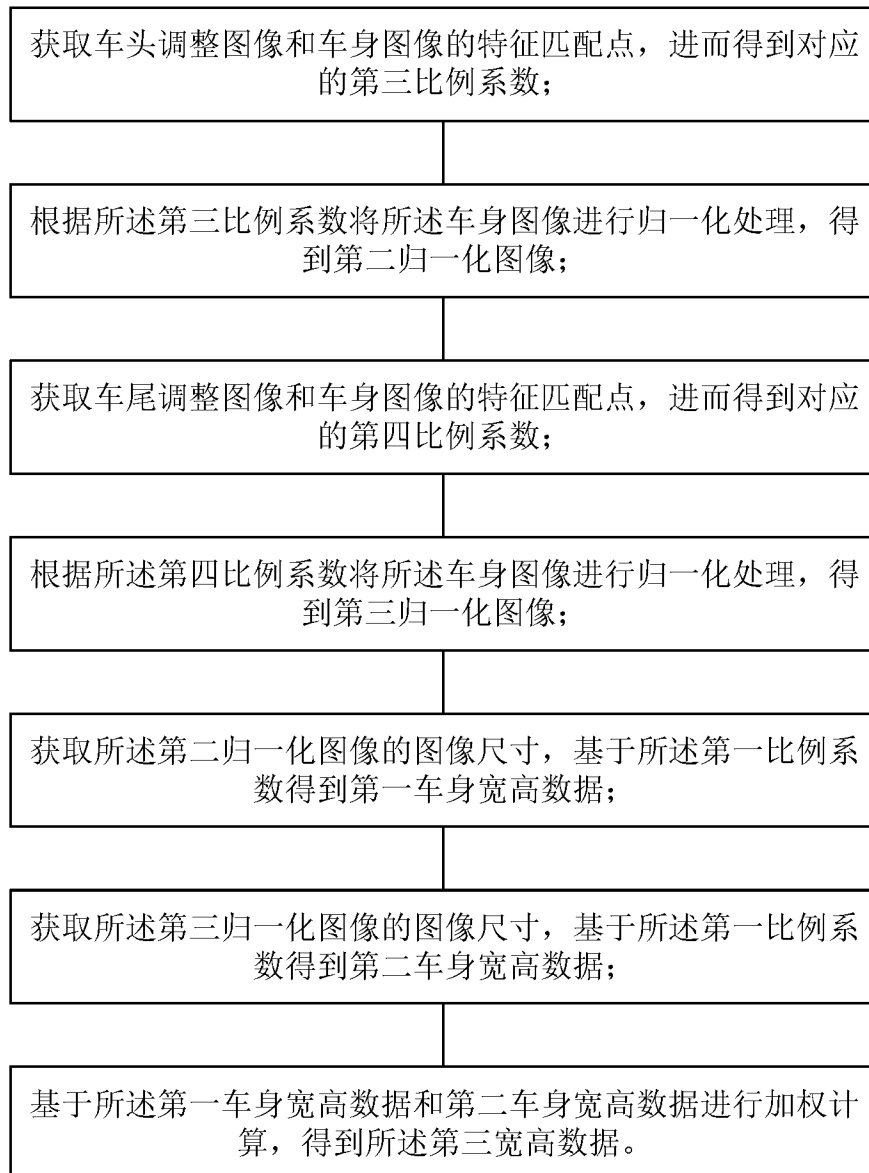 获取车头调整图像和车身图像的特征匹配点，进而得到对应
的第三比例系数；
根据所述第三比例系数将所述车身图像进行归一化处理，得
到第二归一化图像；
获取车尾调整图像和车身图像的特征匹配点，进而得到对应
的第四比例系数；
根据所述第四比例系数将所述车身图像进行归一化处理，得
到第三归一化图像；
获取所述第二归一化图像的图像尺寸，基于所述第一比例系
数得到第一车身宽高数据；
获取所述第三归一化图像的图像尺寸，基于所述第一比例系
数得到第二车身宽高数据；
基于所述第一车身宽高数据和第二车身宽高数据进行加权计
算，得到所述第三宽高数据。